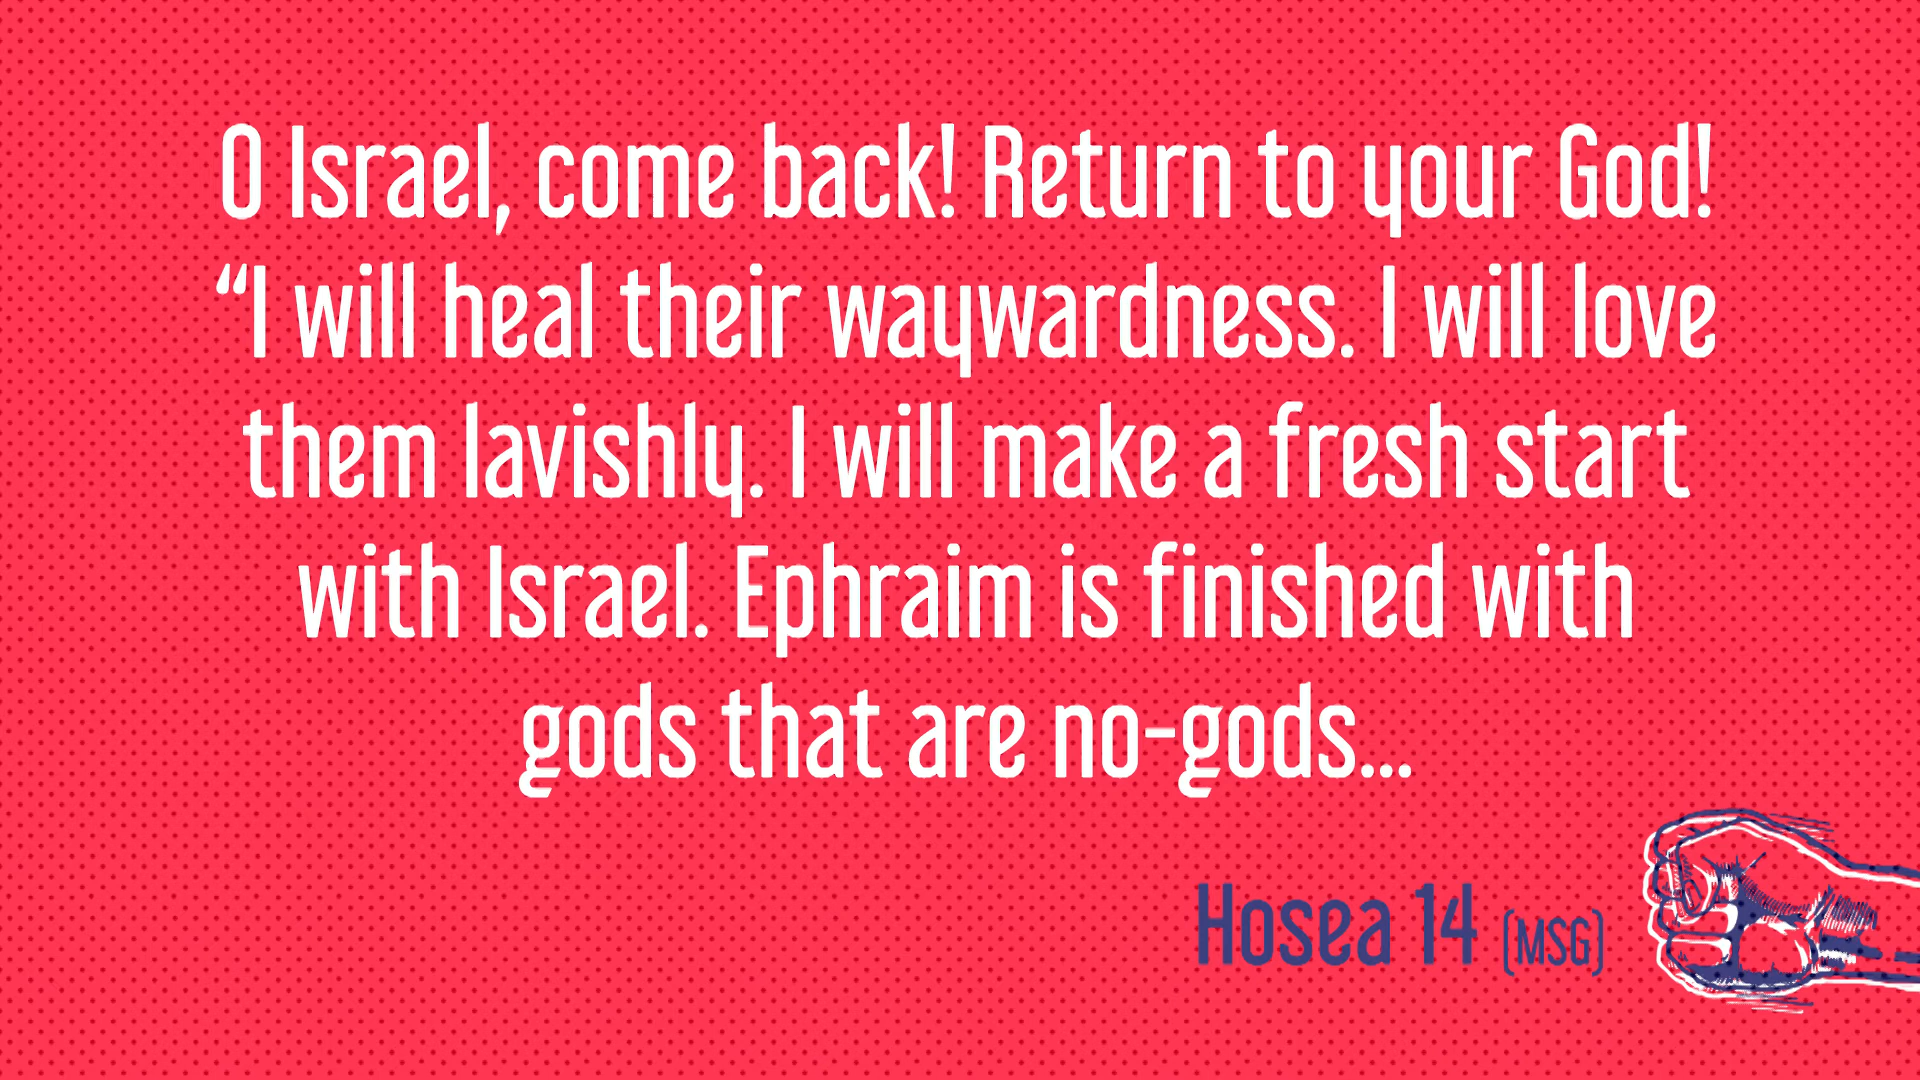 O Israel, come back! Return to your God!
“I will heal their waywardness. I will love
them lavishly. I will make a fresh start
with Israel. Ephraim is finished with
gods that are no-gods...
Hosea 14 (MSG)